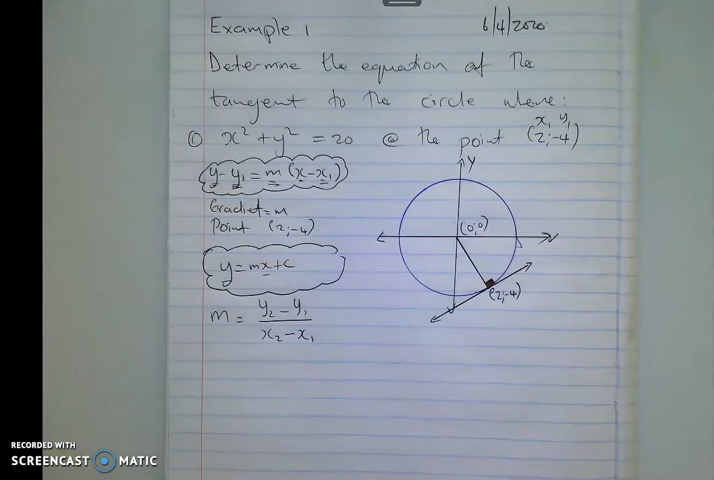 Example 1
6/4/2020
Determine the equation of the
tangent to the circle where:
① x² + y² = 20 @ the point (2;-4)
x₁ y₁
y - y₁ = m (x - x₁)
Gradiet = m
Point (2;-4)
y = mx + c
m = y₂ - y₁ / x₂ - x₁
y
(0;0)
(2;-4)
RECORDED WITH
SCREENCAST MATIC